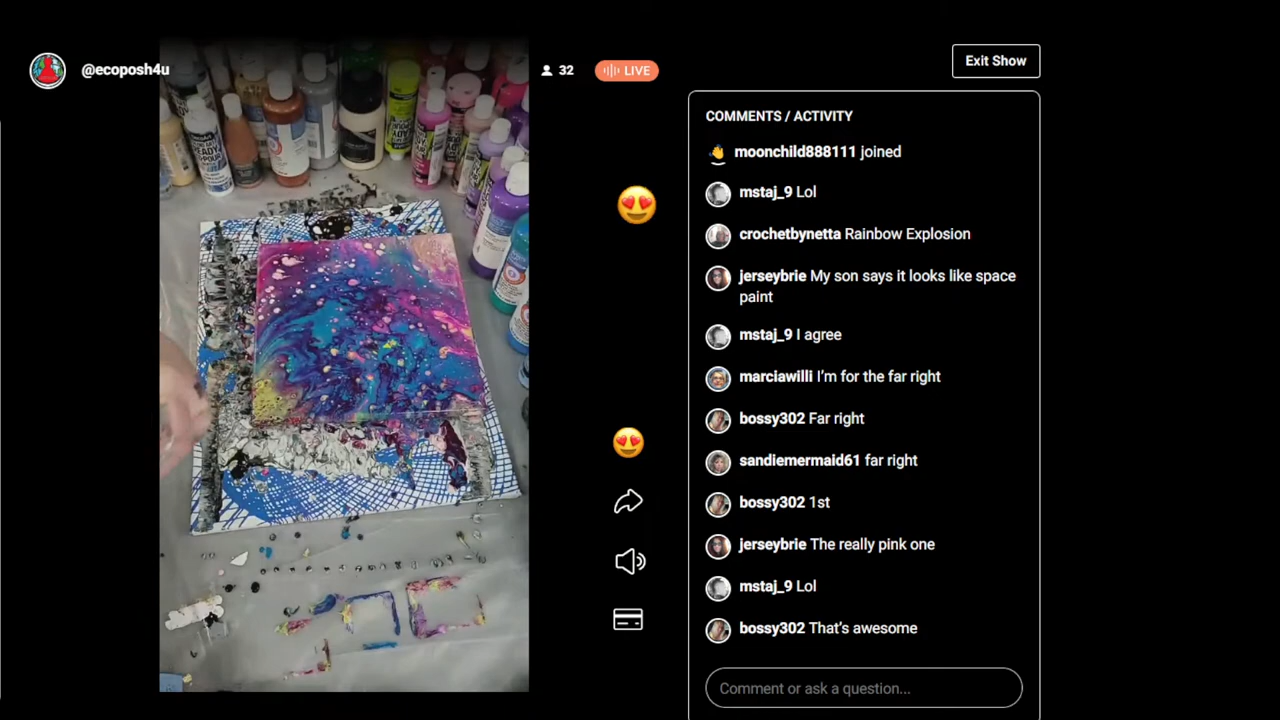 @ecoposh4u
32
LIVE
Exit Show
COMMENTS / ACTIVITY
moonchild888111 joined
mstaj_9 Lol
crochetbynetta Rainbow Explosion
jerseybrie My son says it looks like space
paint
mstaj_9 I agree
marciawilli I'm for the far right
bossy302 Far right
sandiemermaid61 far right
bossy302 1st
jerseybrie The really pink one
mstaj_9 Lol
bossy302 That's awesome
Comment or ask a question...